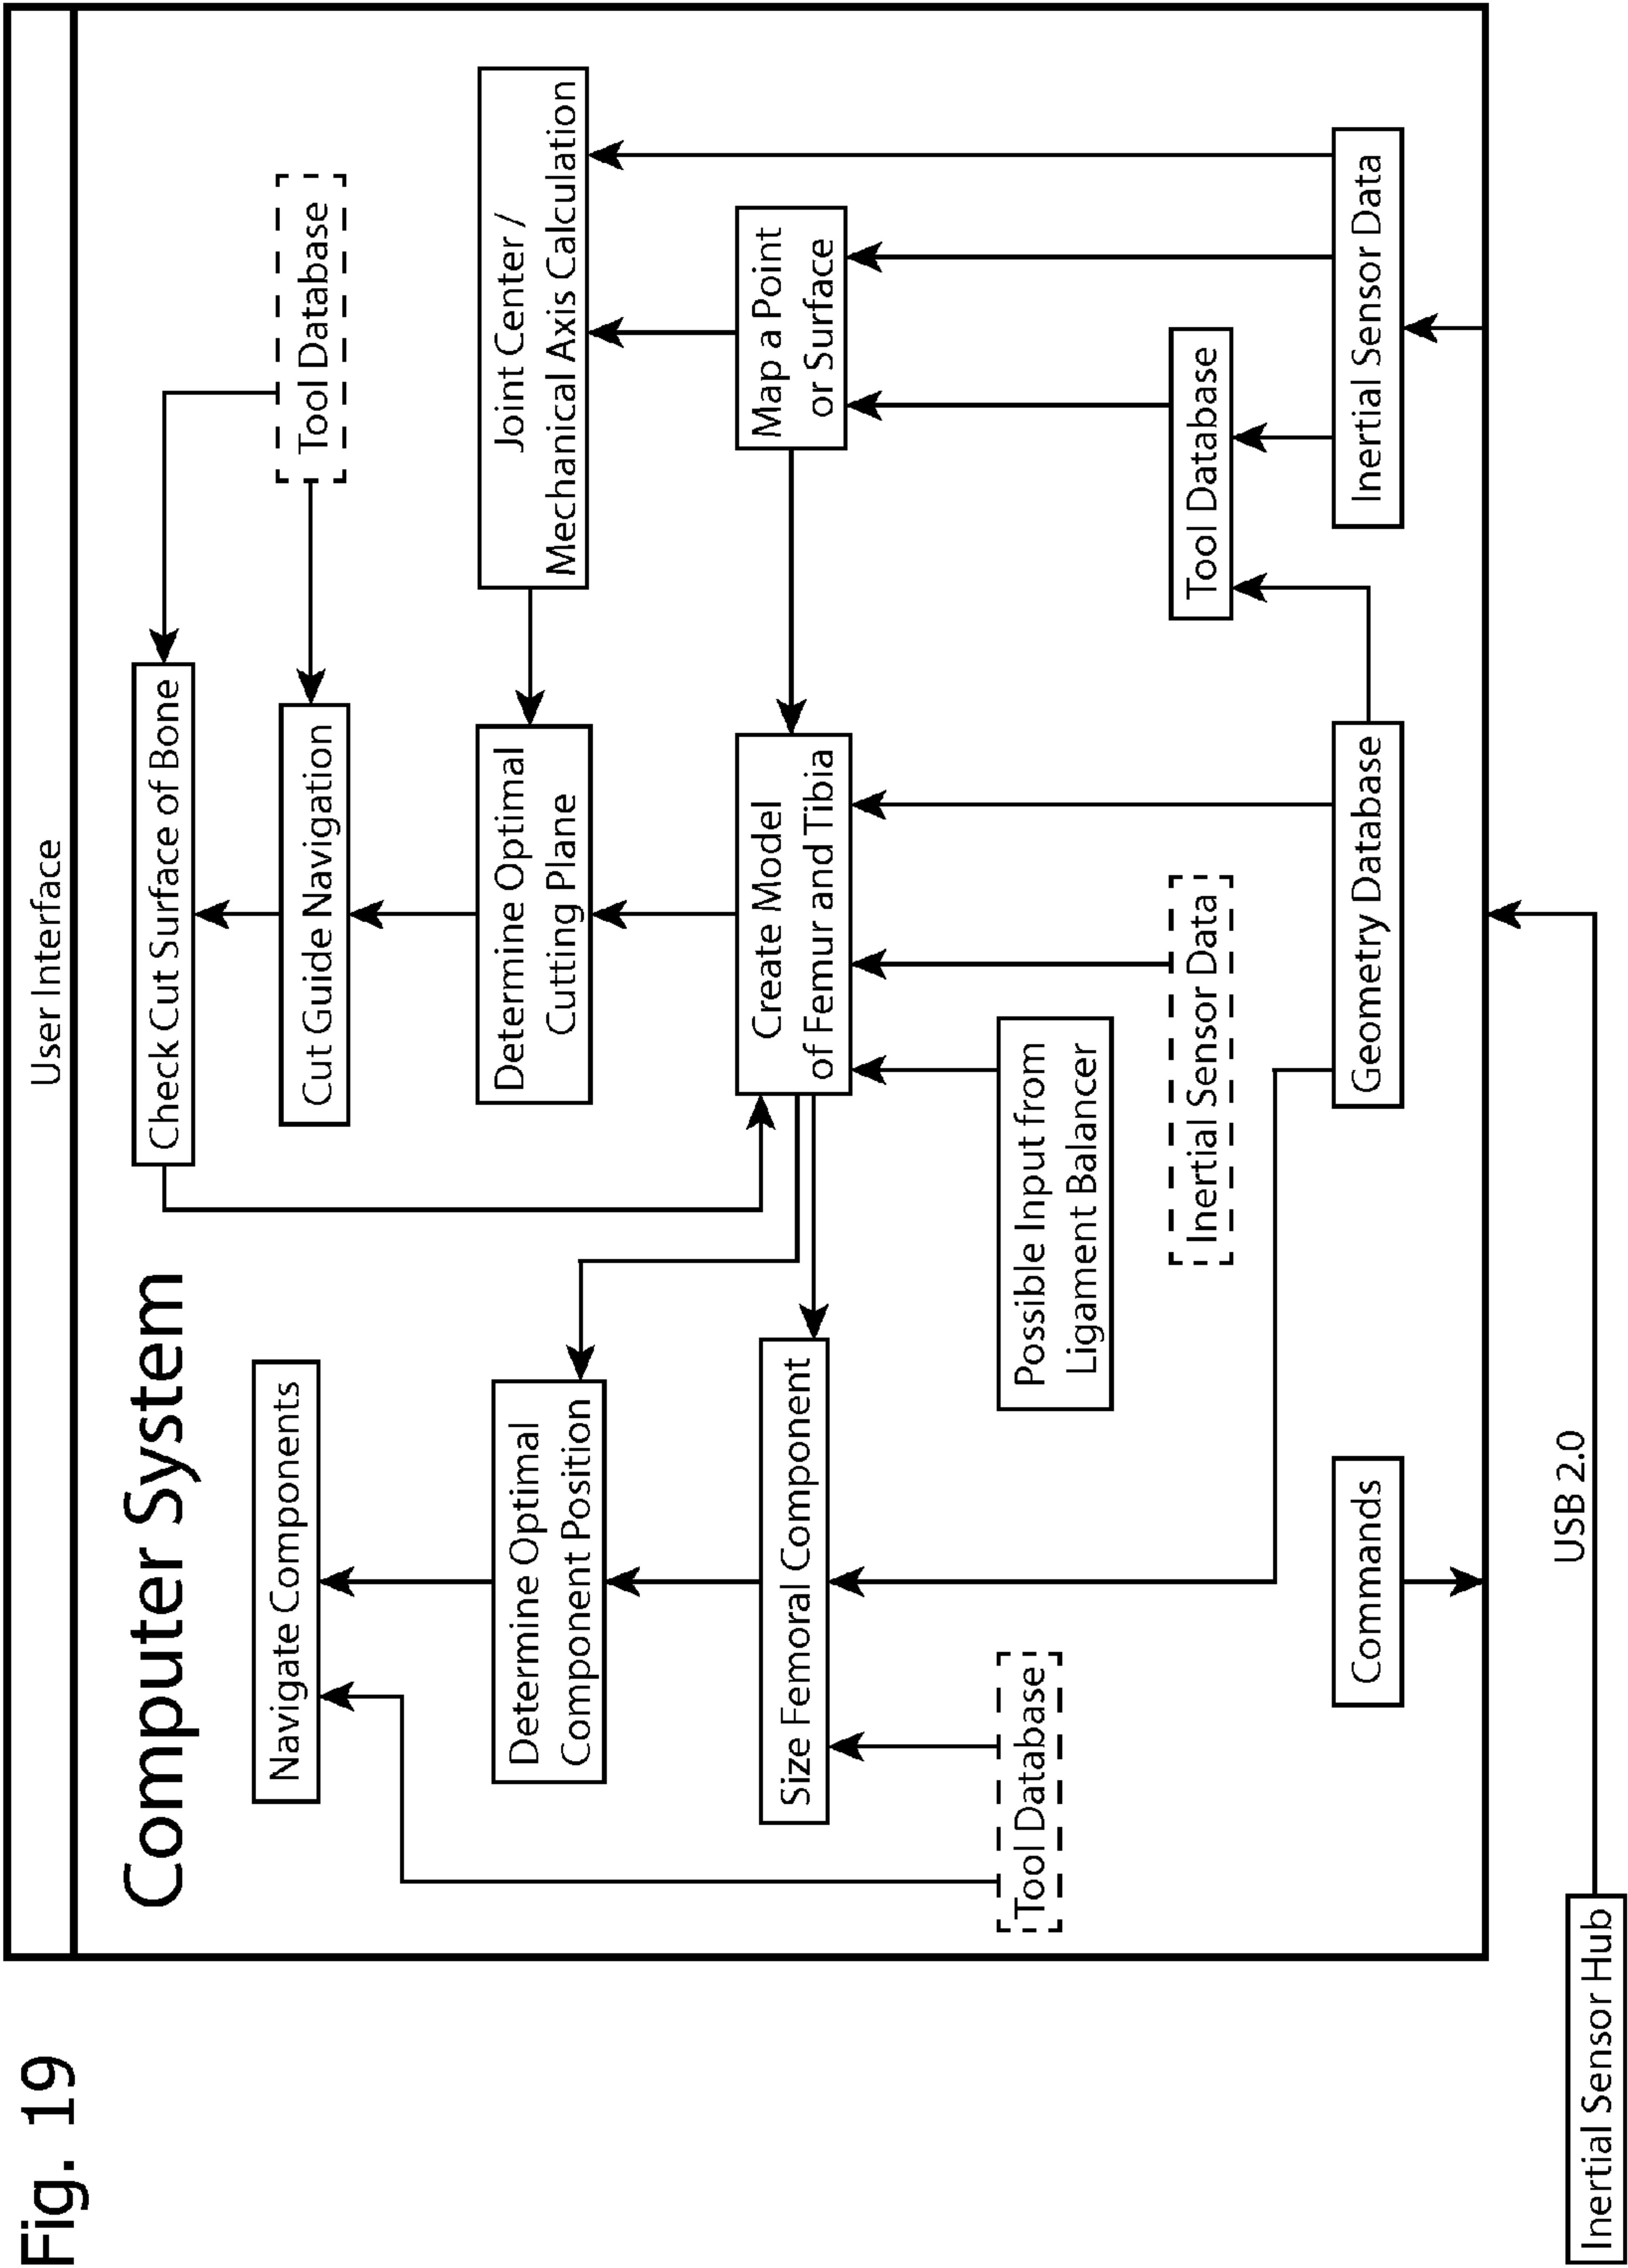 Fig. 19
User Interface
Computer System
Navigate Components
Check Cut Surface of Bone
Tool Database
Cut Guide Navigation
Determine Optimal
Component Position
Determine Optimal
Cutting Plane
Joint Center /
Mechanical Axis Calculation
Size Femoral Component
Create Model
of Femur and Tibia
Map a Point
or Surface
Tool Database
Possible Input from
Ligament Balancer
Inertial Sensor Data
Tool Database
Commands
Geometry Database
Inertial Sensor Data
USB 2.0
Inertial Sensor Hub